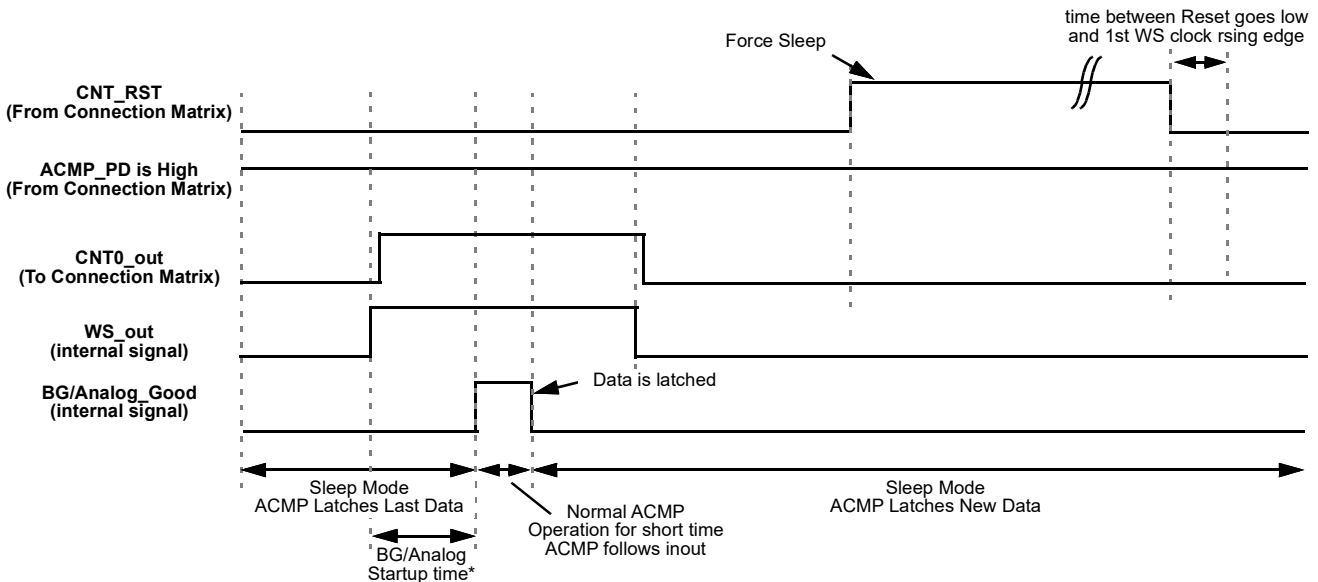 time between Reset goes low
and 1st WS clock rsing edge
Force Sleep
CNT_RST
(From Connection Matrix)
ACMP_PD is High
(From Connection Matrix)
CNT0_out
(To Connection Matrix)
WS_out
(internal signal)
BG/Analog_Good
(internal signal)
Data is latched
Sleep Mode
ACMP Latches Last Data
Normal ACMP
Operation for short time
ACMP follows inout
Sleep Mode
ACMP Latches New Data
BG/Analog
Startup time*